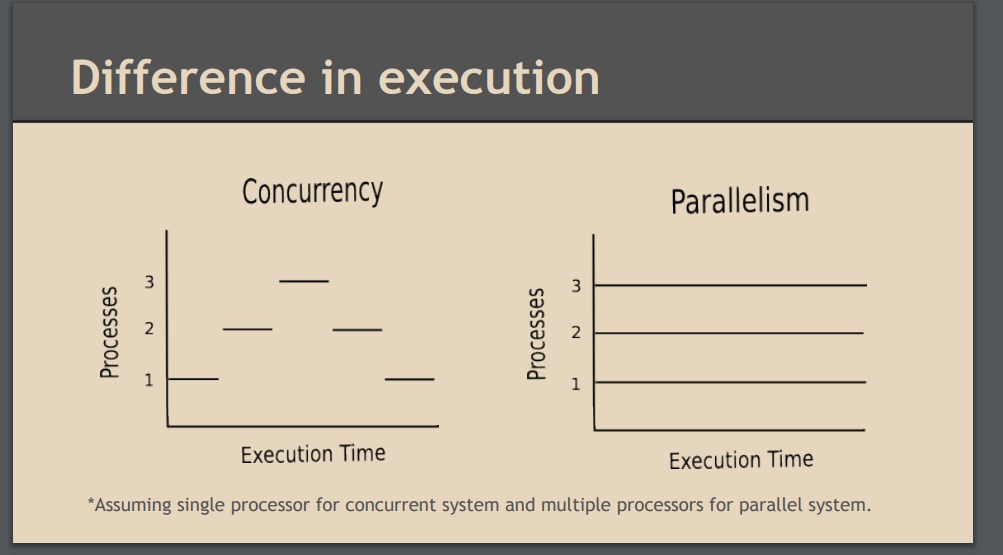 Difference in execution
Concurrency
Processes
3
2
1
Execution Time
Parallelism
Processes
3
2
1
Execution Time
*Assuming single processor for concurrent system and multiple processors for parallel system.